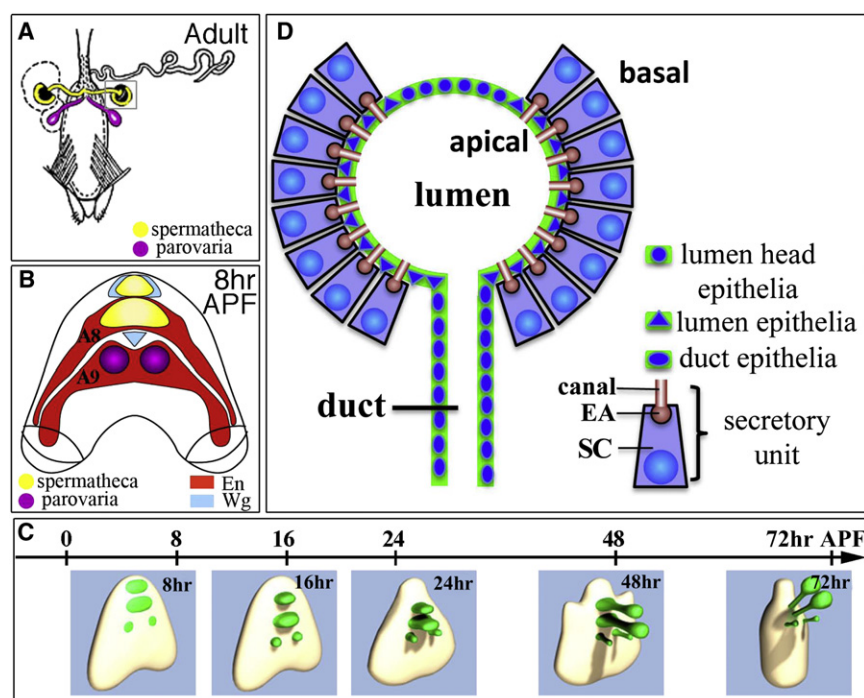 A
Adult
spermatheca
parovaria
B
8hr
APF
A8
A9
spermatheca
parovaria
En
Wg
D
basal
apical
lumen
lumen head
epithelia
lumen epithelia
duct epithelia
duct
canal
EA
SC
secretory
unit
C
0
8
16
24
48
72hr APF
8hr
16hr
24hr
48hr
72hr